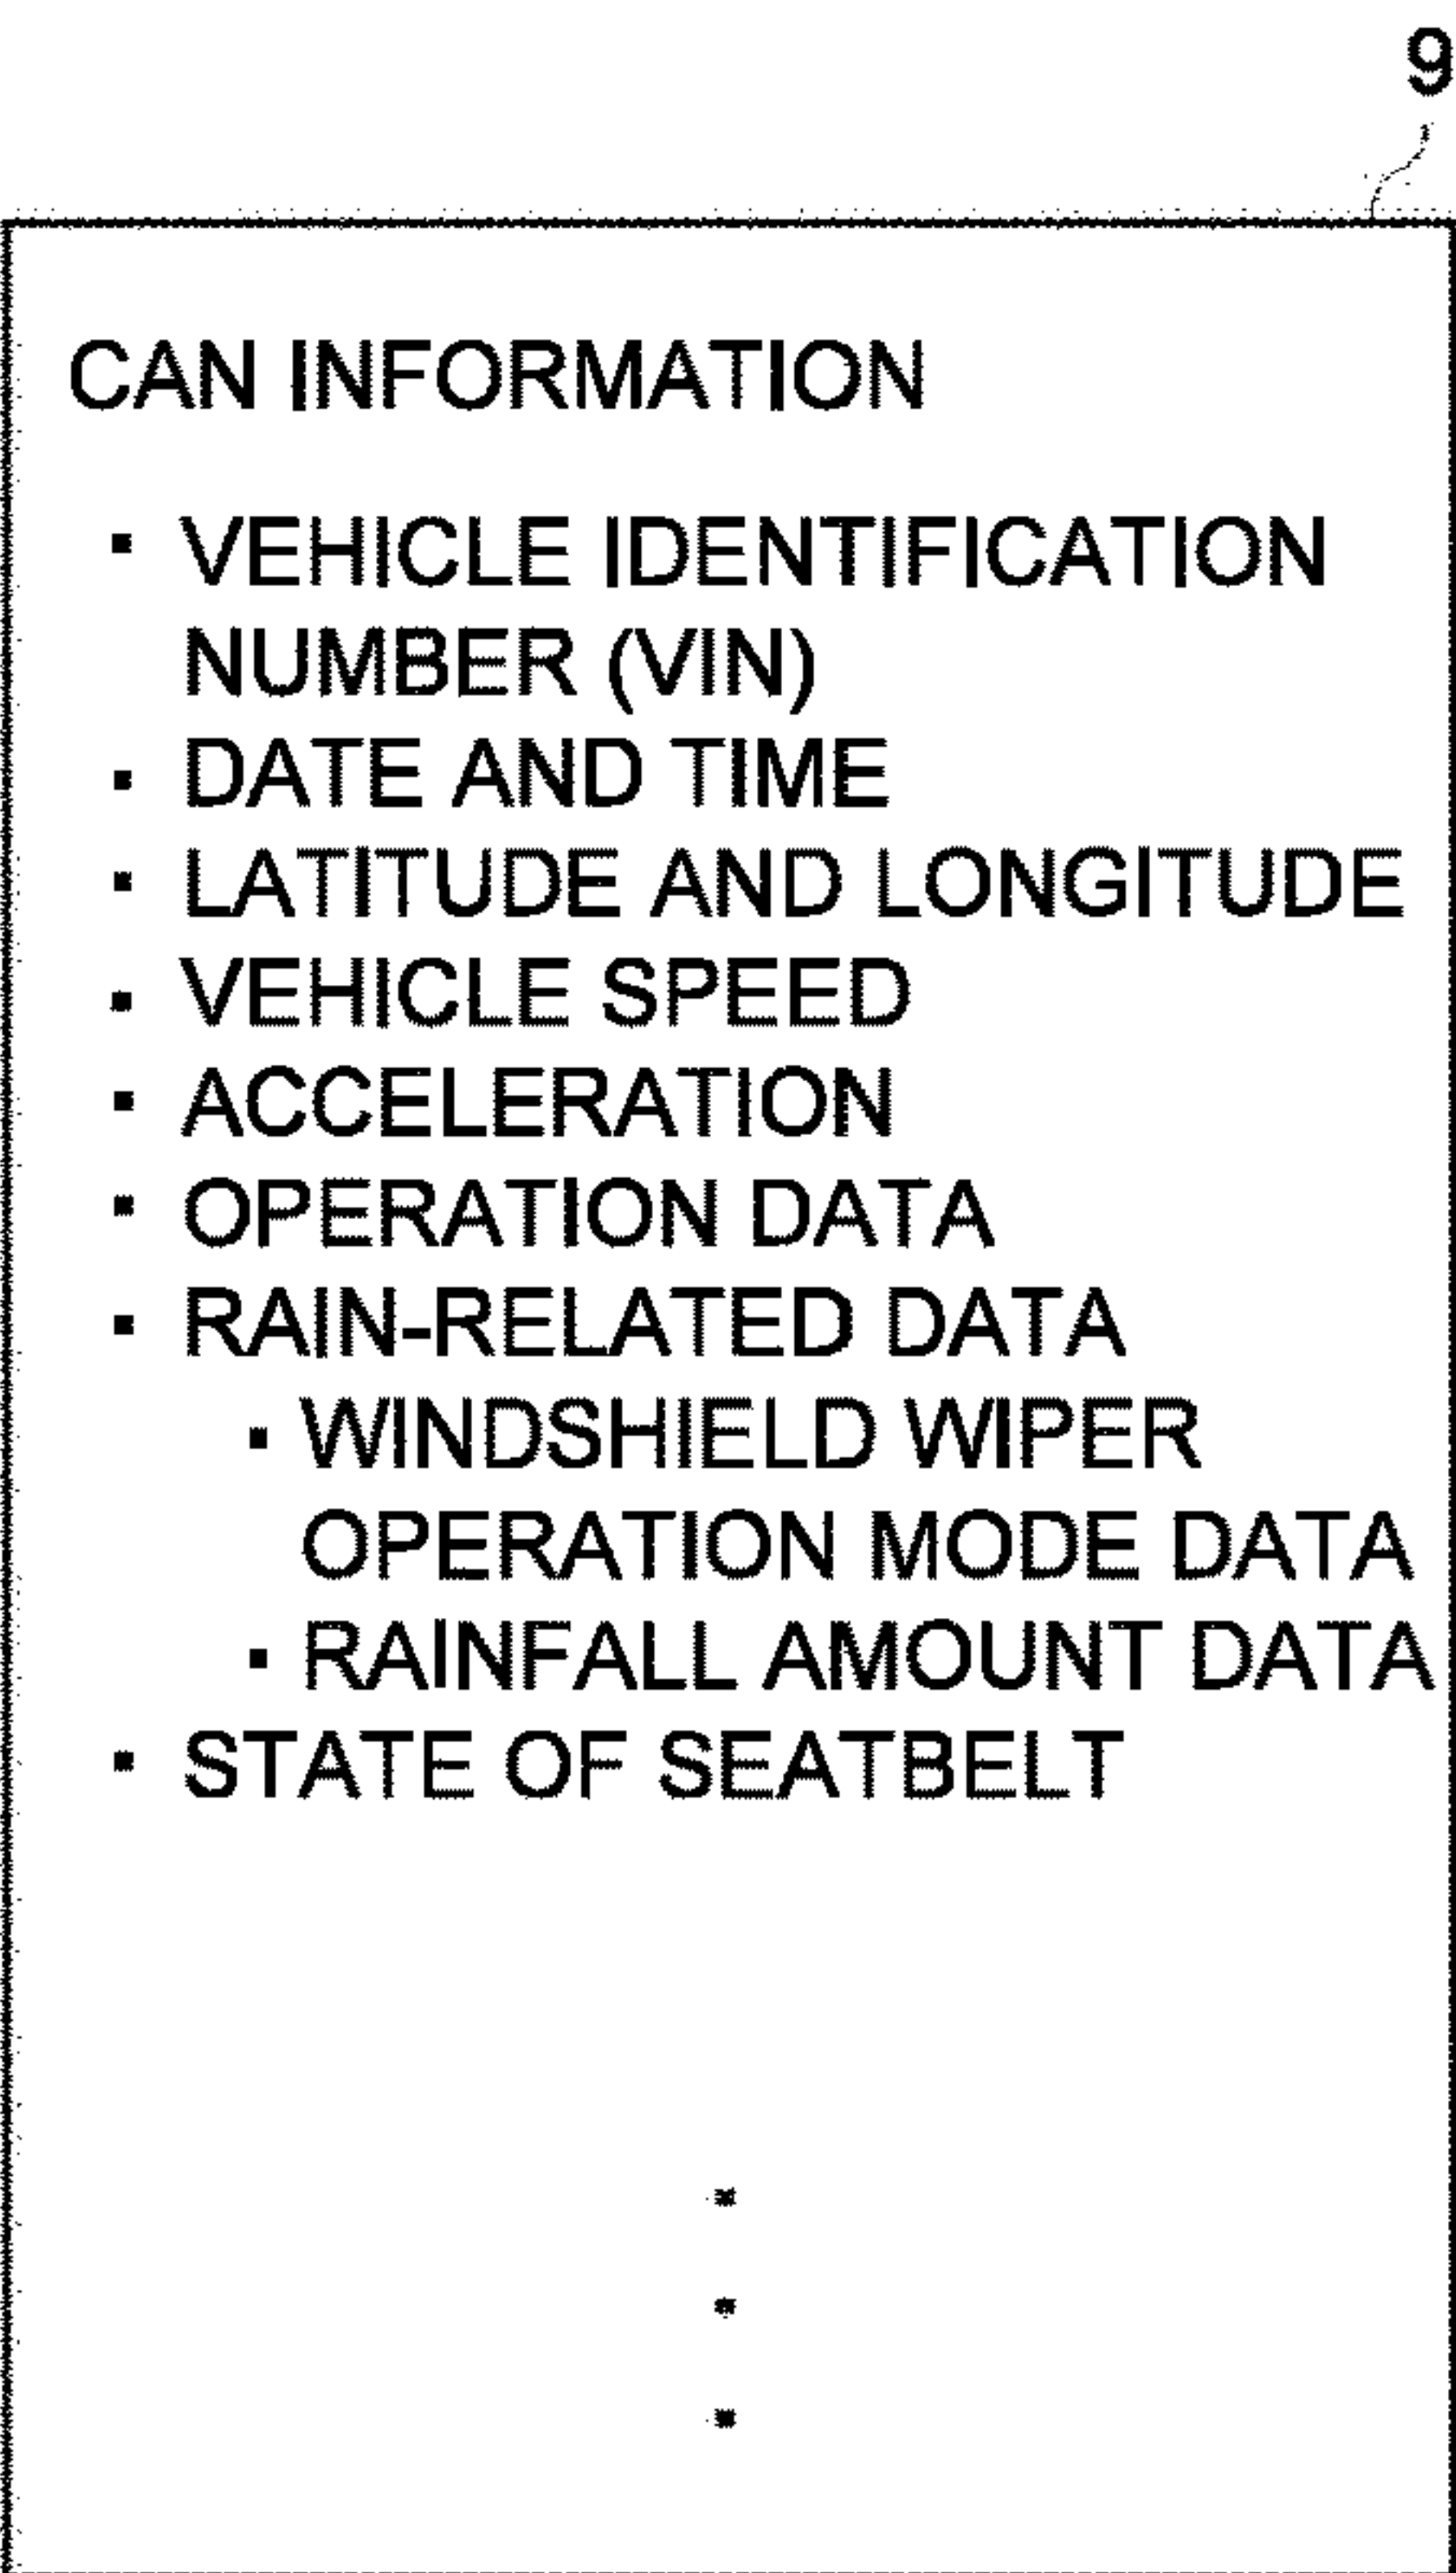 9
CAN INFORMATION
▪ VEHICLE IDENTIFICATION
NUMBER (VIN)
▪ DATE AND TIME
▪ LATITUDE AND LONGITUDE
▪ VEHICLE SPEED
▪ ACCELERATION
▪ OPERATION DATA
▪ RAIN-RELATED DATA
▪ WINDSHIELD WIPER
OPERATION MODE DATA
▪ RAINFALL AMOUNT DATA
▪ STATE OF SEATBELT